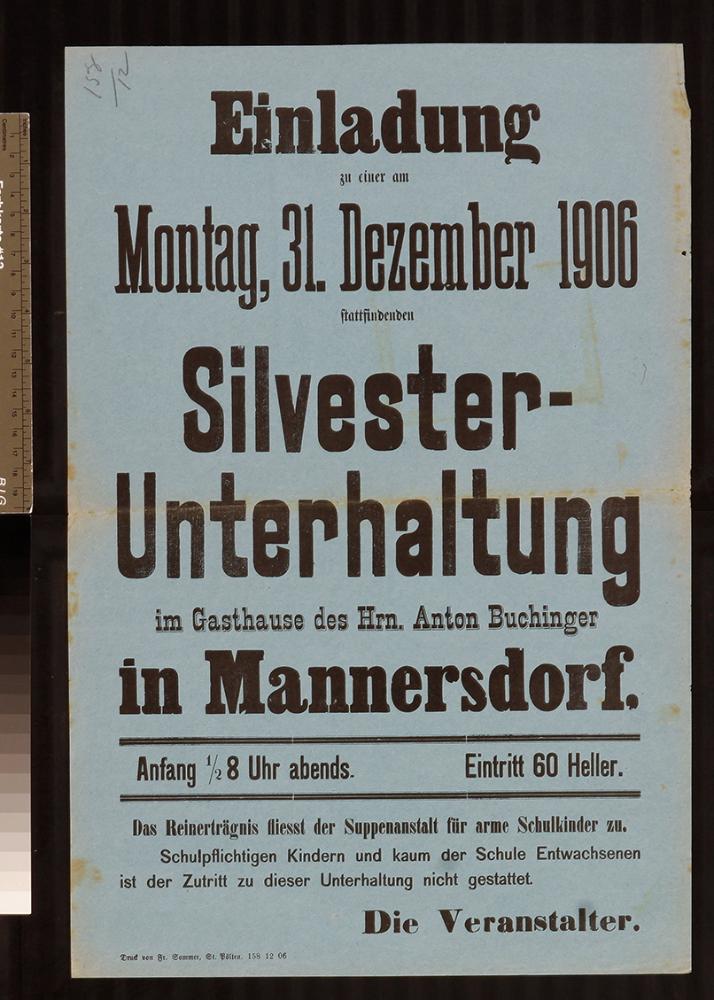 158/12
Einladung
zu einer am
Montag, 31. Dezember 1906
stattfindenden
Silvester-
Unterhaltung
im Gasthause des Hrn. Anton Buchinger
in Mannersdorf.
Anfang 1/2 8 Uhr abends.
Eintritt 60 Heller.
Das Reinerträgnis fliesst der Suppenanstalt für arme Schulkinder zu.
Schulpflichtigen Kindern und kaum der Schule Entwachsenen
ist der Zutritt zu dieser Unterhaltung nicht gestattet.
Die Veranstalter.
Druck von Fr. Sommer, St. Pölten. 158 12 06